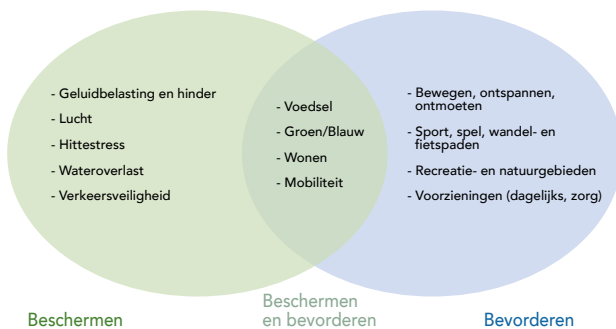 - Geluidbelasting en hinder
- Lucht
- Hittestress
- Wateroverlast
- Verkeersveiligheid
- Voedsel
- Groen/Blauw
- Wonen
- Mobiliteit
- Bewegen, ontspannen,
ontmoeten
- Sport, spel, wandel- en
fietspaden
- Recreatie- en natuurgebieden
- Voorzieningen (dagelijks, zorg)
Beschermen
Beschermen
en bevorderen
Bevorderen